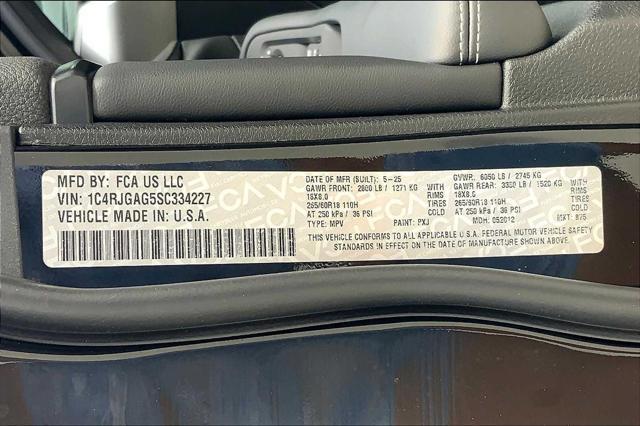 MFD BY: FCA US LLC
VIN: 1C4RJGAG5SC334227
VEHICLE MADE IN: U.S.A.
DATE OF MFR (BUILT): 5-25 GVWR: 6050 LB / 2745 KG
GAWR FRONT: 2800 LB / 1271 KG WITH GAWR REAR: 3350 LB / 1520 KG WITH
18X8.0 RIMS 18X8.0 RIMS
265/60R18 110H TIRES 265/60R18 110H TIRES
AT 250 kPa / 36 PSI COLD AT 250 kPa / 36 PSI COLD
TYPE: MPV PAINT: PXJ MDH: 052012 MKT: 875
THIS VEHICLE CONFORMS TO ALL APPLICABLE U.S.A. FEDERAL MOTOR VEHICLE SAFETY
STANDARDS IN EFFECT ON THE DATE OF MANUFACTURE SHOWN ABOVE.